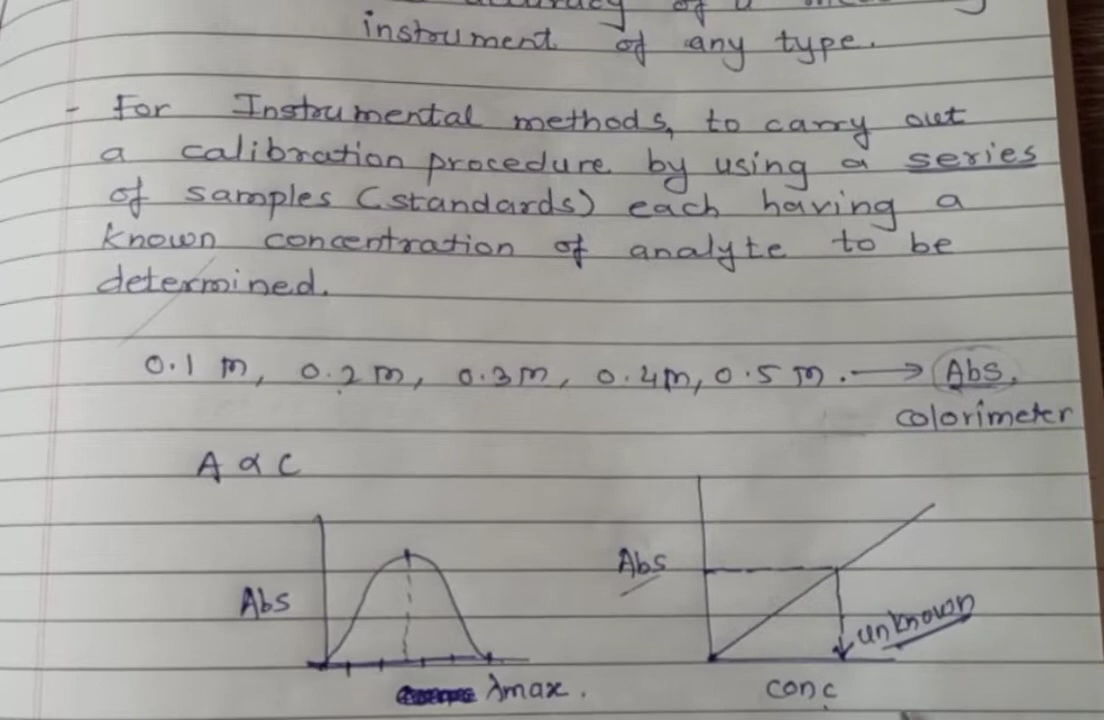 of a
instrument of any type.
- For Instrumental methods, to carry out
a calibration procedure by using a series
of samples (standards) each having a
known concentration of analyte to be
determined.
0.1 m, 0.2 m, 0.3 m, 0.4 m, 0.5 m. → Abs.
colorimeter
A α C
Abs
λmax.
Abs
unknown
conc